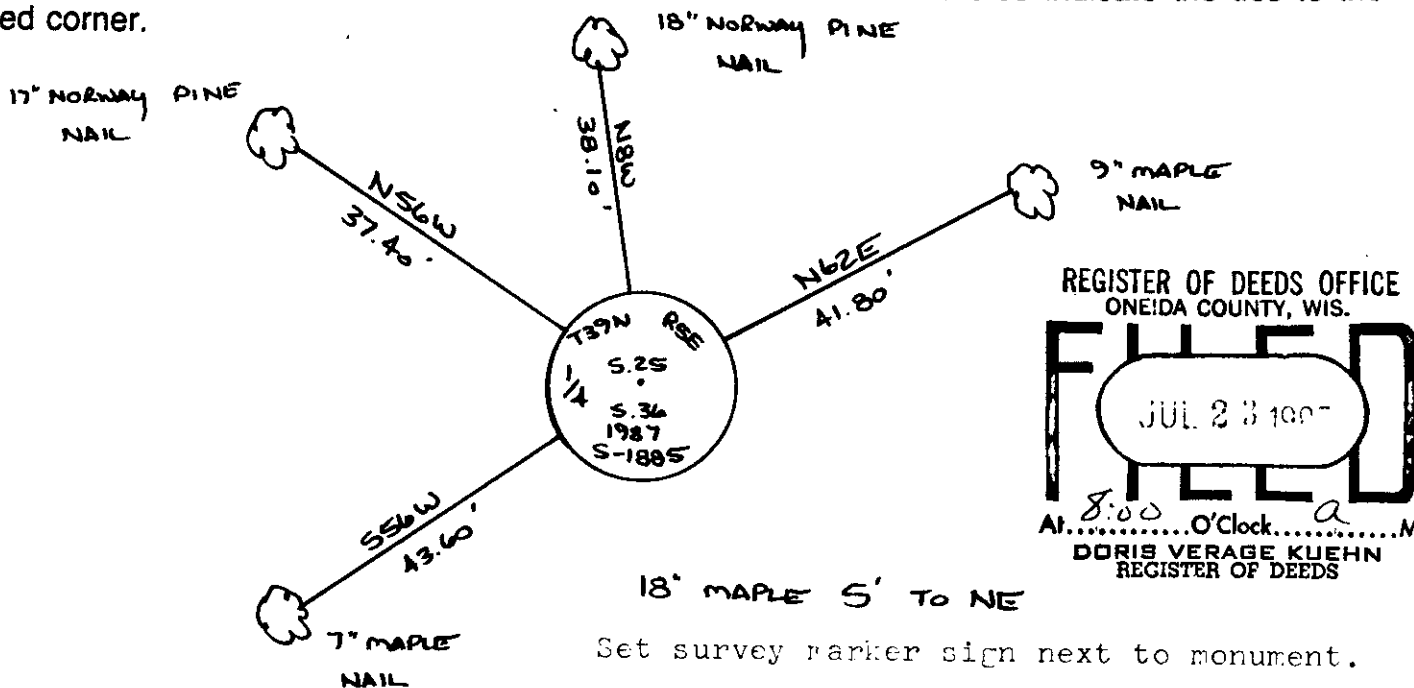 ed corner.
18" NORWAY PINE
NAIL
17" NORWAY PINE
NAIL
N56W
37.40'
N8W
38.10'
9" MAPLE
NAIL
N62E
41.80'
T39N R5E
1/4
S.25
S.36
1987
S-1885
S56W
43.60'
7" MAPLE
NAIL
REGISTER OF DEEDS OFFICE
ONEIDA COUNTY, WIS.
FILED
JUL 23
At 8:00 O'Clock a M
DORIS VERAGE KUEHN
REGISTER OF DEEDS
18" MAPLE 5' TO NE
Set survey marker sign next to monument.